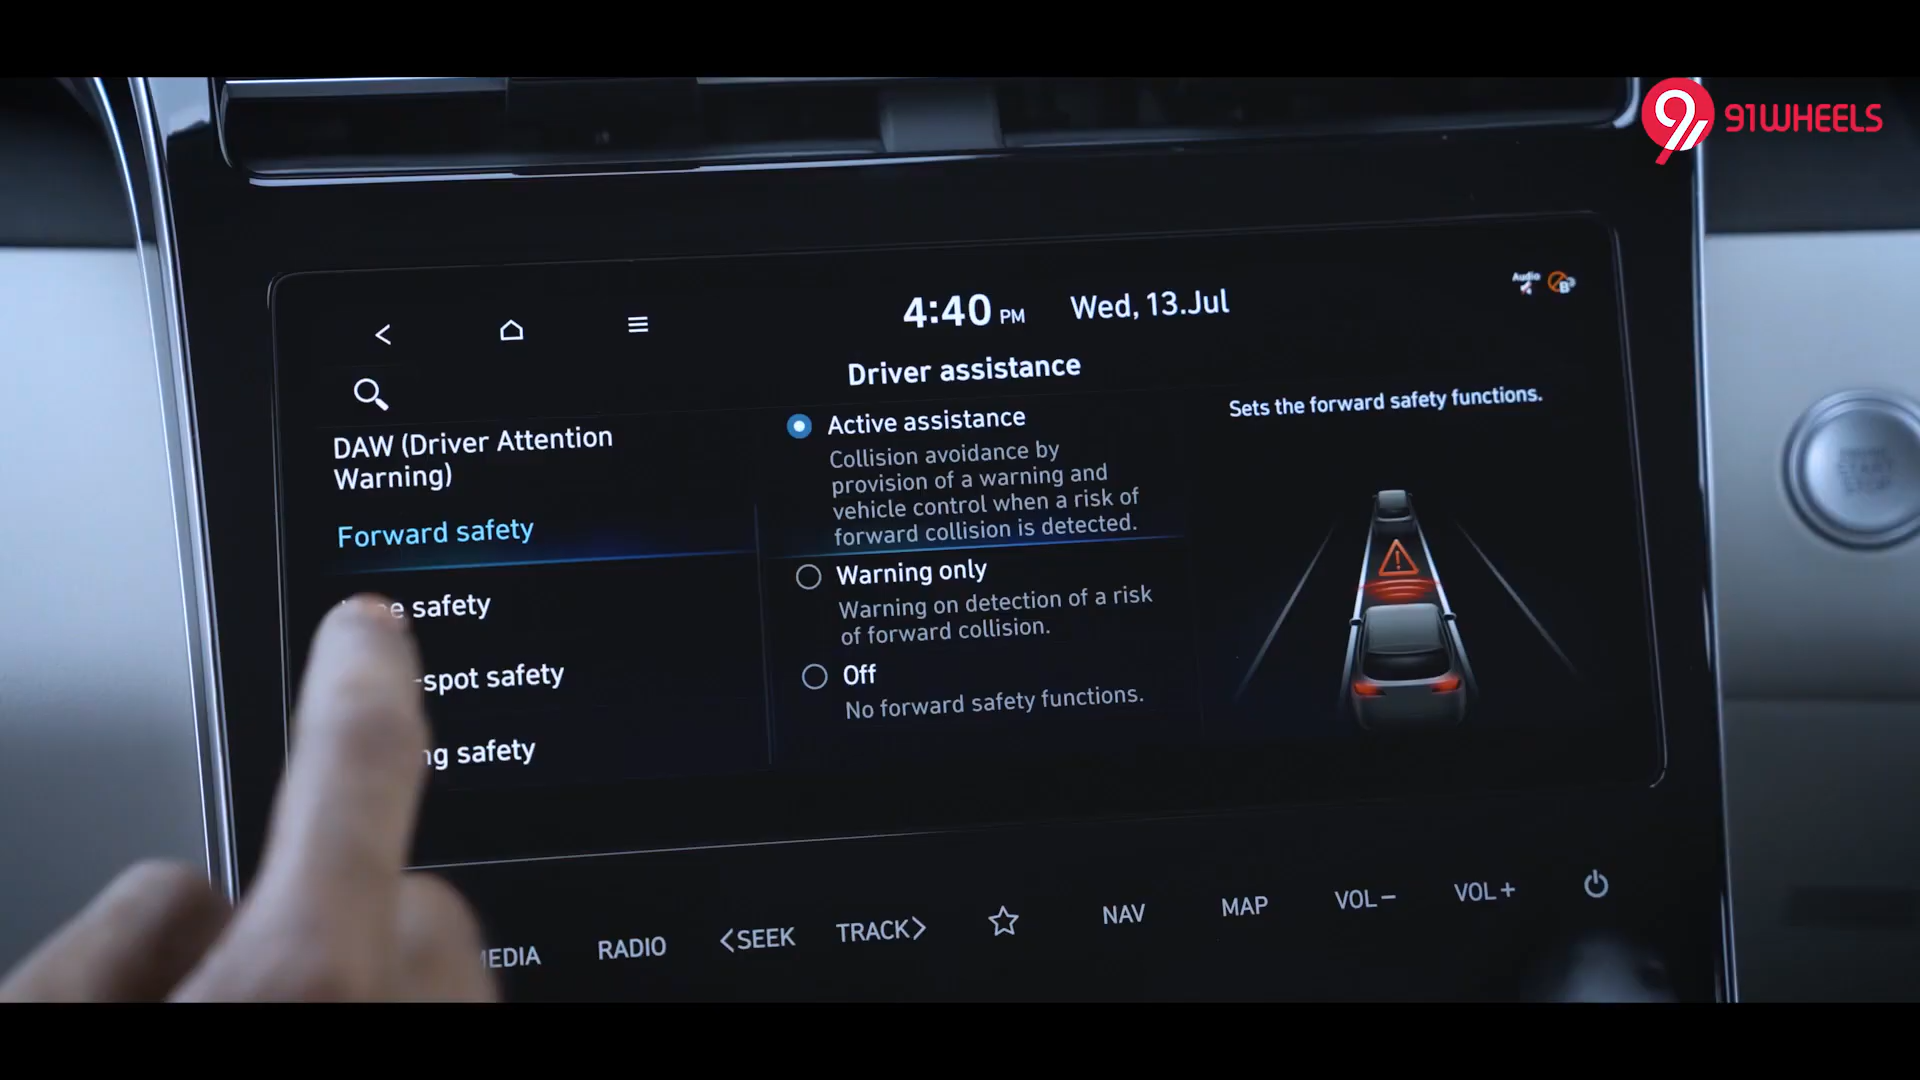 91WHEELS
4:40 PM Wed, 13.Jul
Audio
Driver assistance
DAW (Driver Attention
Warning)
Forward safety
safety
-spot safety
safety
Active assistance
Collision avoidance by
provision of a warning and
vehicle control when a risk of
forward collision is detected.
Warning only
Warning on detection of a risk
of forward collision.
Off
No forward safety functions.
Sets the forward safety functions.
MEDIA
RADIO
<SEEK
TRACK>
NAV
MAP
VOL-
VOL+